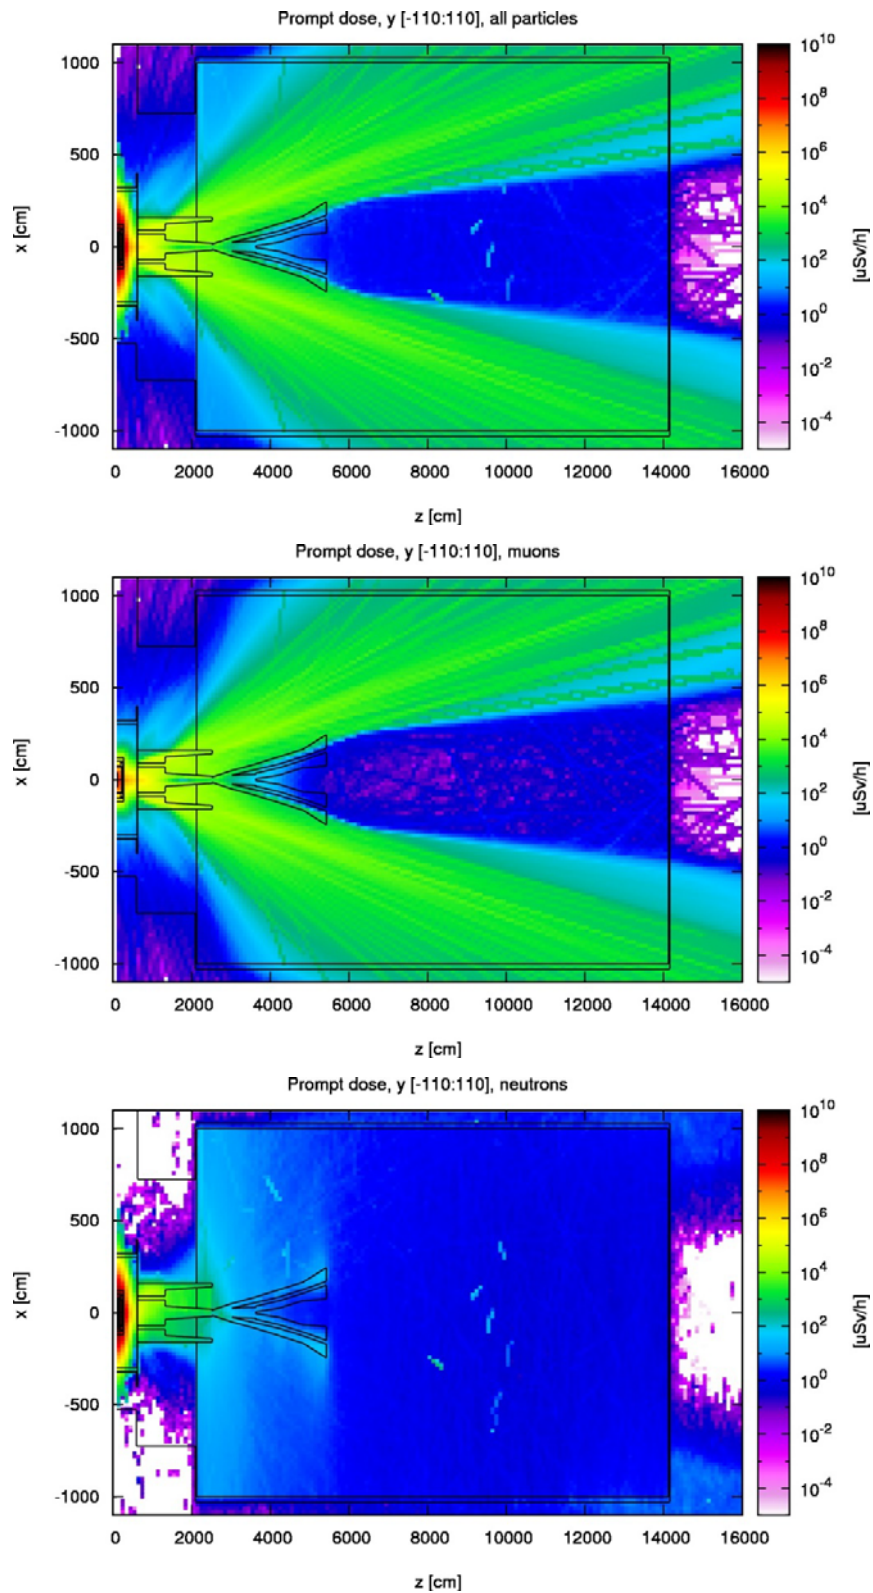 Prompt dose, y [-110:110], all particles
1000
500
0
-500
-1000
x [cm]
0 2000 4000 6000 8000 10000 12000 14000 16000
z [cm]
10^10
10^8
10^6
10^4
10^2
10^0
10^-2
10^-4
[uSv/h]
Prompt dose, y [-110:110], muons
1000
500
0
-500
-1000
x [cm]
0 2000 4000 6000 8000 10000 12000 14000 16000
z [cm]
10^10
10^8
10^6
10^4
10^2
10^0
10^-2
10^-4
[uSv/h]
Prompt dose, y [-110:110], neutrons
1000
500
0
-500
-1000
x [cm]
0 2000 4000 6000 8000 10000 12000 14000 16000
z [cm]
10^10
10^8
10^6
10^4
10^2
10^0
10^-2
10^-4
[uSv/h]